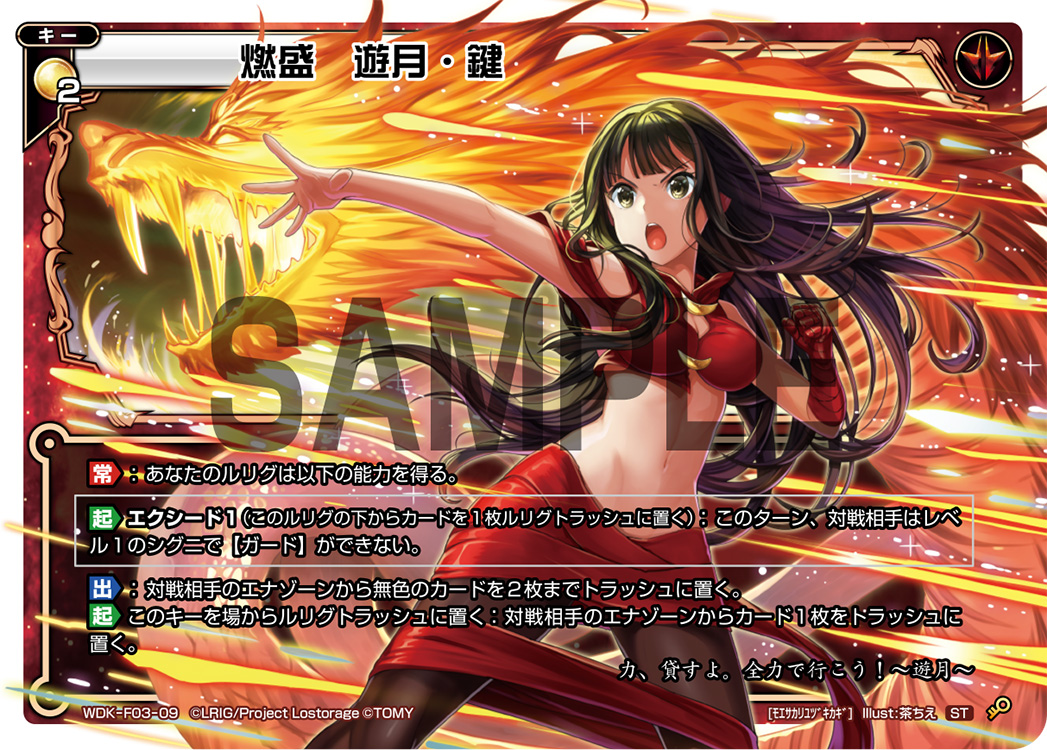 キー
燃盛　遊月・鍵
2
SAMPLE
常：あなたのルリグは以下の能力を得る。
起 エクシード１（このルリグの下からカードを１枚ルリグトラッシュに置く）：このターン、対戦相手はレベ
ル１のシグニで【ガード】ができない。
出：対戦相手のエナゾーンから無色のカードを２枚までトラッシュに置く。
起 このキーを場からルリグトラッシュに置く：対戦相手のエナゾーンからカード１枚をトラッシュに
置く。
力、貸すよ。全力で行こう！～遊月～
WDK-F03-09 ©LRIG/Project Lostorage ©TOMY [ﾓｴｻｶﾘﾕﾂﾞｷｶｷﾞ] Illust:茶ちえ ST